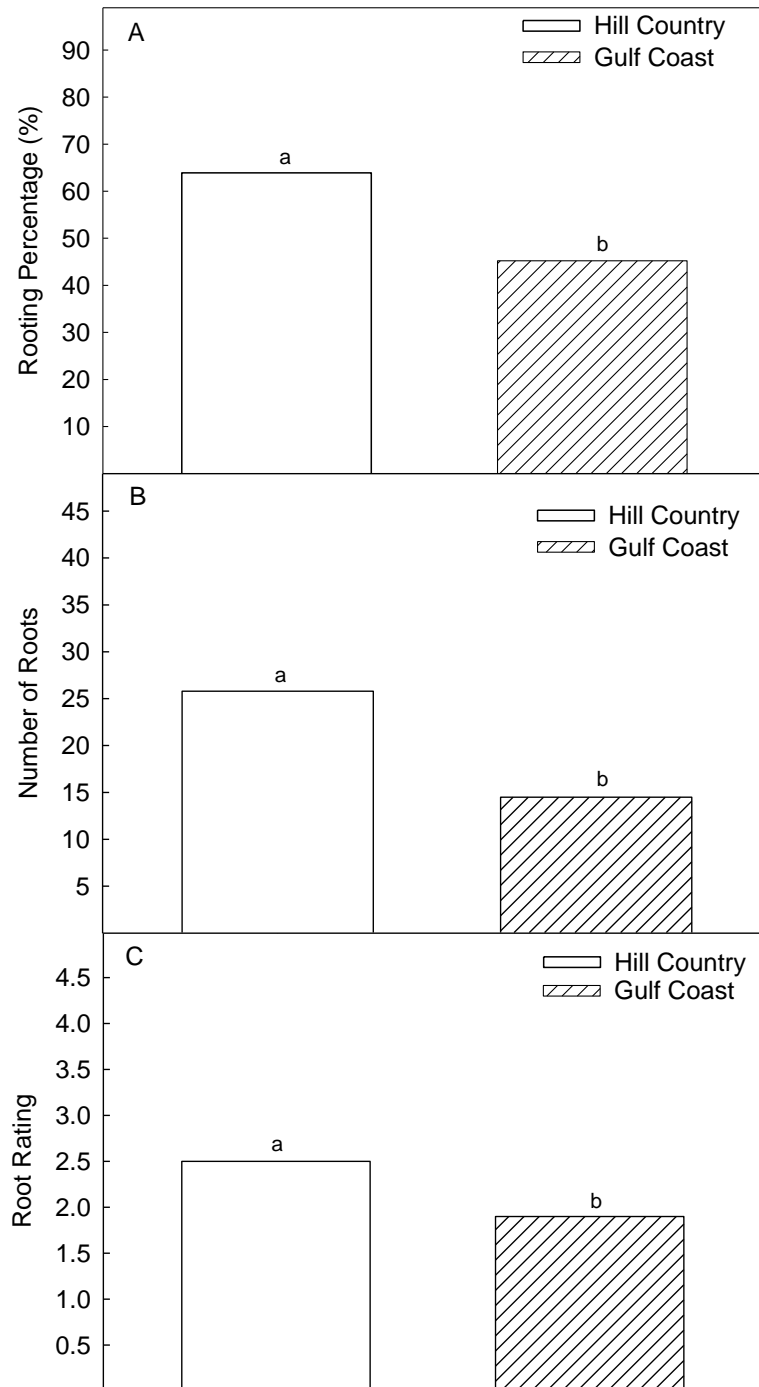 A
Hill Country
Gulf Coast
90
80
70
60
50
40
30
20
10
Rooting Percentage (%)
a
b
B
Hill Country
Gulf Coast
45
40
35
30
25
20
15
10
5
Number of Roots
a
b
C
Hill Country
Gulf Coast
4.5
4.0
3.5
3.0
2.5
2.0
1.5
1.0
0.5
Root Rating
a
b